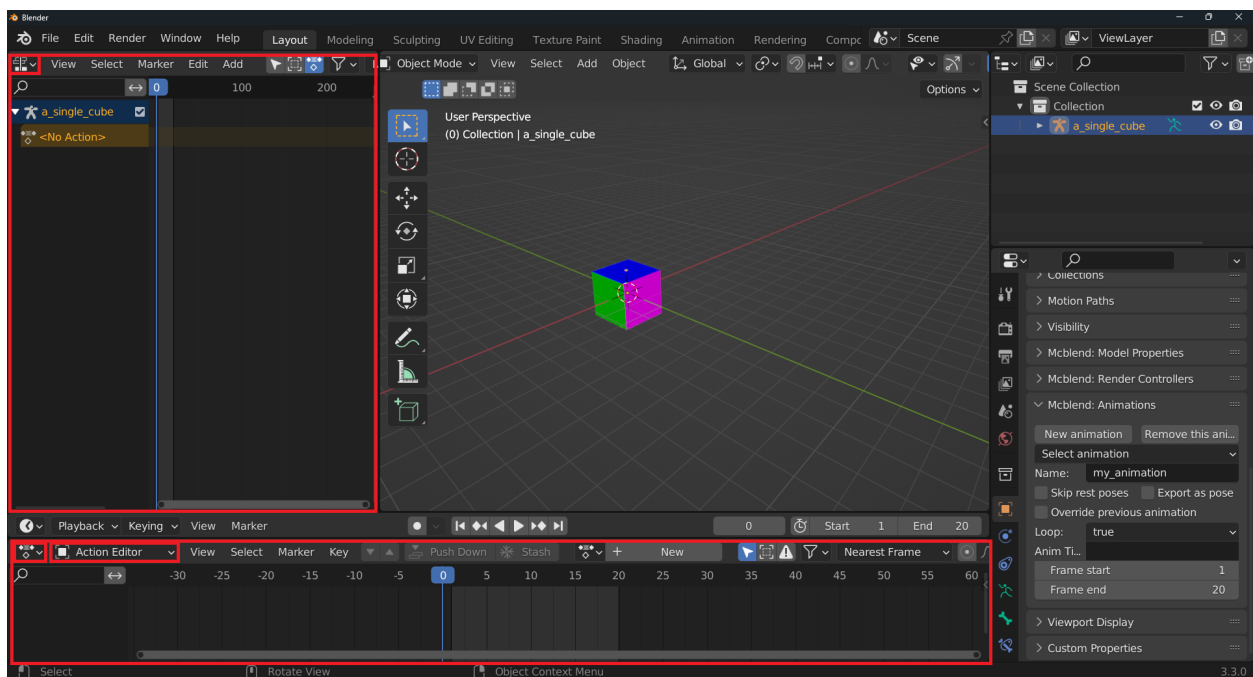 Blender
File Edit Render Window Help Layout Modeling Sculpting UV Editing Texture Paint Shading Animation Rendering Compc Scene ViewLayer
View Select Marker Edit Add
0 100 200
a_single_cube
<No Action>
Object Mode View Select Add Object Global
Options
User Perspective
(0) Collection | a_single_cube
Scene Collection
Collection
a_single_cube
Collections
Motion Paths
Visibility
Mcblend: Model Properties
Mcblend: Render Controllers
Mcblend: Animations
New animation Remove this ani...
Select animation
Name: my_animation
Skip rest poses Export as pose
Override previous animation
Loop: true
Anim Ti...
Frame start 1
Frame end 20
Viewport Display
Custom Properties
Playback Keying View Marker 0 Start 1 End 20
Action Editor View Select Marker Key Push Down Stash New Nearest Frame
-30 -25 -20 -15 -10 -5 0 5 10 15 20 25 30 35 40 45 50 55 60
Select Rotate View Object Context Menu 3.3.0